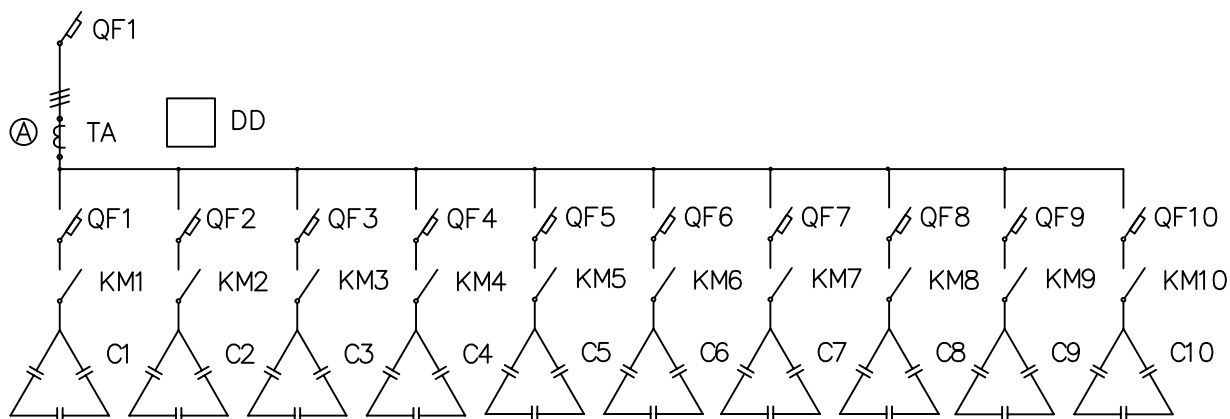 QF1
A TA DD
QF1 QF2 QF3 QF4 QF5 QF6 QF7 QF8 QF9 QF10
KM1 KM2 KM3 KM4 KM5 KM6 KM7 KM8 KM9 KM10
C1 C2 C3 C4 C5 C6 C7 C8 C9 C10